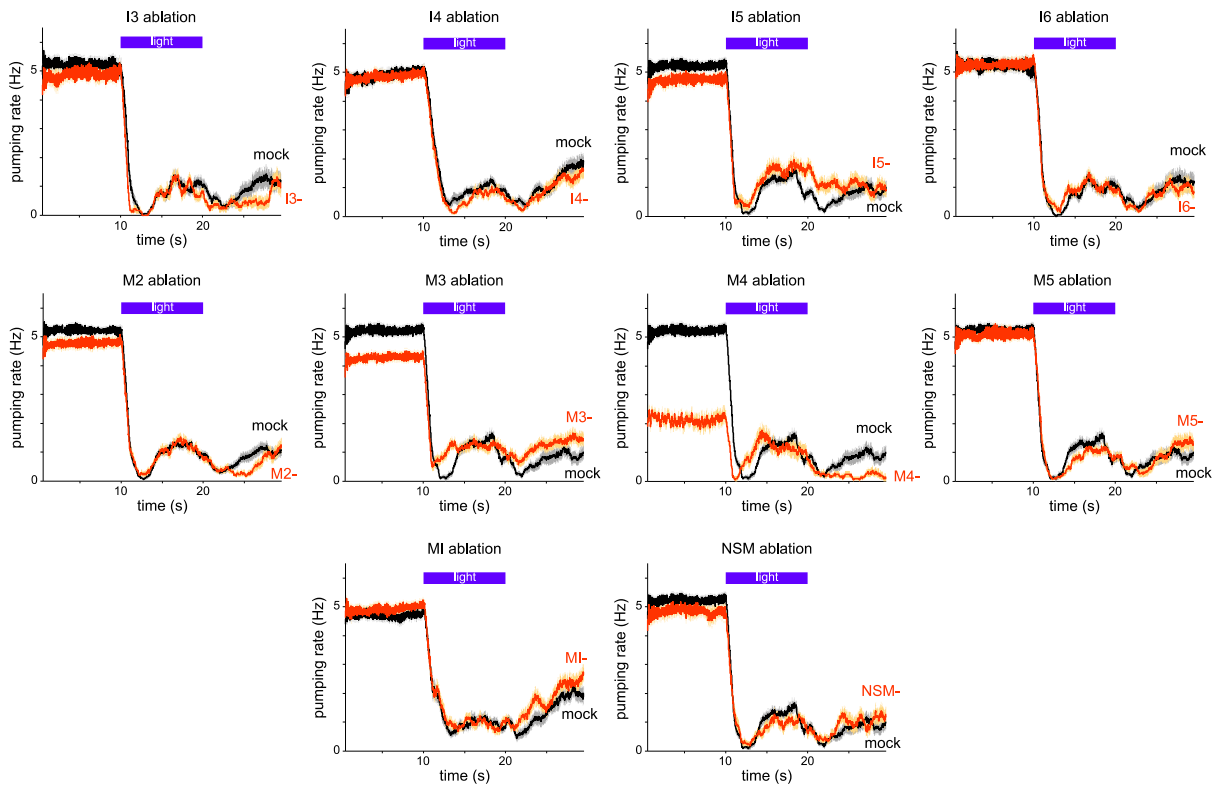 I3 ablation
light
pumping rate (Hz)
5
0
mock
I3-
10
20
time (s)
I4 ablation
light
pumping rate (Hz)
5
0
mock
I4-
10
20
time (s)
I5 ablation
light
pumping rate (Hz)
5
0
I5-
mock
10
20
time (s)
I6 ablation
light
pumping rate (Hz)
5
0
mock
I6-
10
20
time (s)
M2 ablation
light
pumping rate (Hz)
5
0
mock
M2-
10
20
time (s)
M3 ablation
light
pumping rate (Hz)
5
0
M3-
mock
10
20
time (s)
M4 ablation
light
pumping rate (Hz)
5
0
mock
M4-
10
20
time (s)
M5 ablation
light
pumping rate (Hz)
5
0
M5-
mock
10
20
time (s)
MI ablation
light
pumping rate (Hz)
5
0
MI-
mock
10
20
time (s)
NSM ablation
light
pumping rate (Hz)
5
0
NSM-
mock
10
20
time (s)